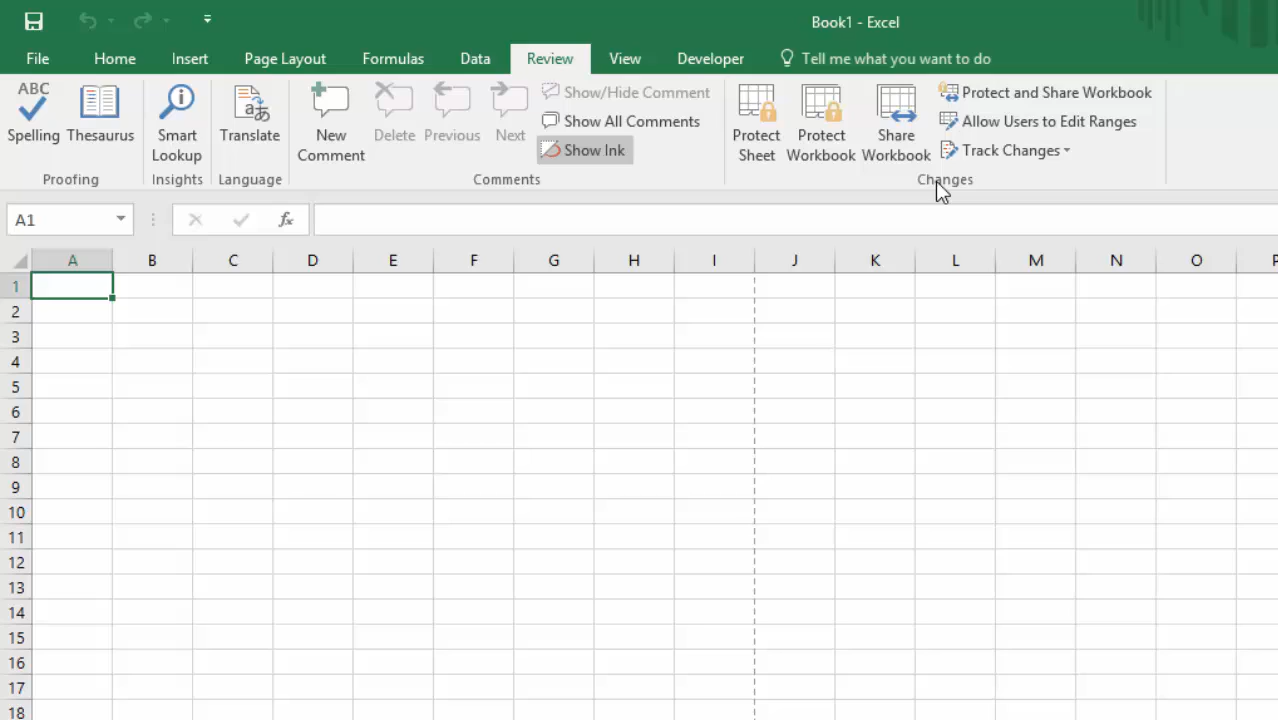 Book1 - Excel
File Home Insert Page Layout Formulas Data Review View Developer Tell me what you want to do
ABC
Spelling Thesaurus Smart Lookup Translate New Comment Delete Previous Next
Show/Hide Comment
Show All Comments
Show Ink
Protect Sheet Protect Workbook Share Workbook
Protect and Share Workbook
Allow Users to Edit Ranges
Track Changes
Proofing Insights Language Comments Changes
A1 fx
A B C D E F G H I J K L M N O
1
2
3
4
5
6
7
8
9
10
11
12
13
14
15
16
17
18